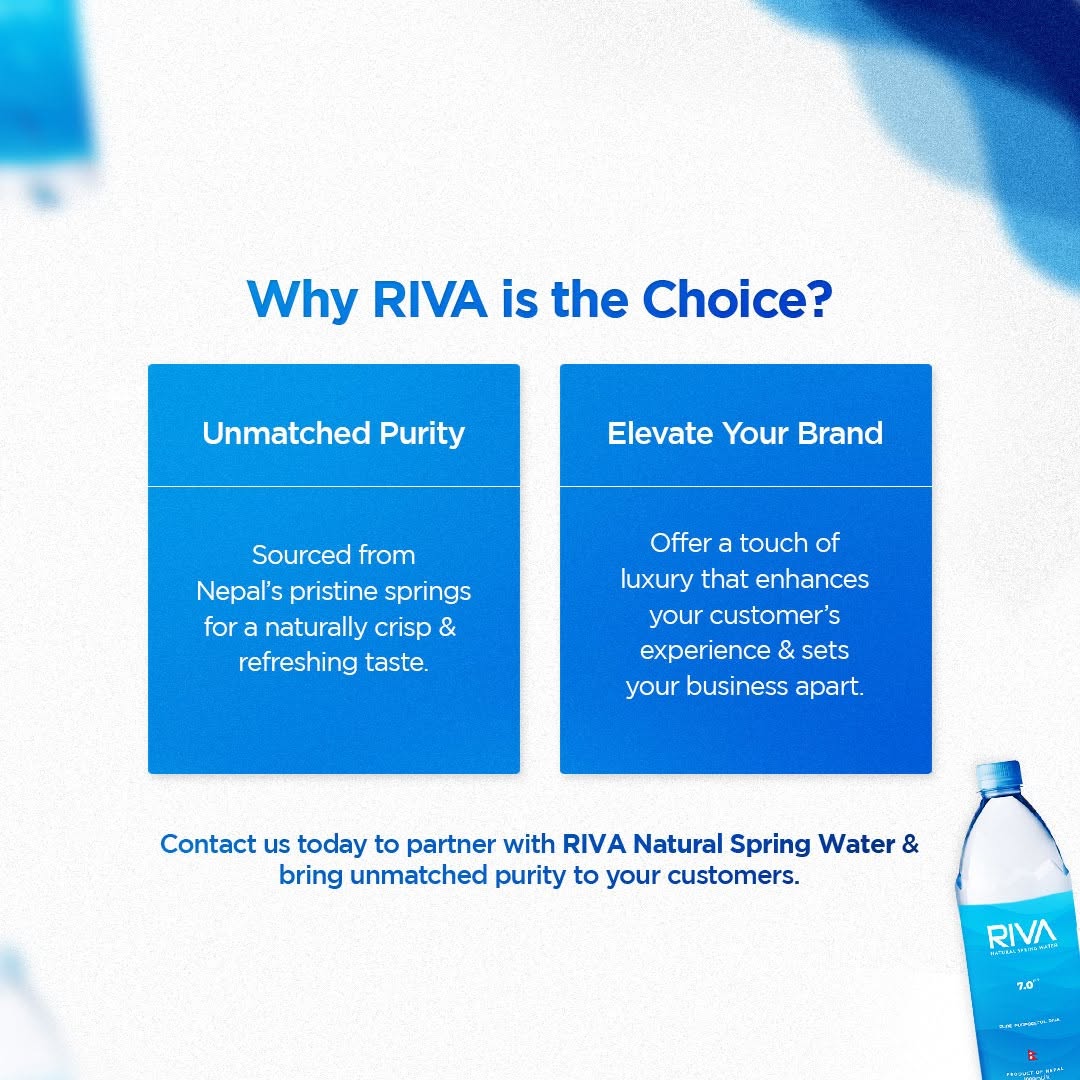 Why RIVA is the Choice?
Unmatched Purity
Sourced from
Nepal’s pristine springs
for a naturally crisp &
refreshing taste.
Elevate Your Brand
Offer a touch of
luxury that enhances
your customer’s
experience & sets
your business apart.
Contact us today to partner with RIVA Natural Spring Water &
bring unmatched purity to your customers.
RIVA
NATURAL SPRING WATER
7.0
PRODUCT OF NEPAL